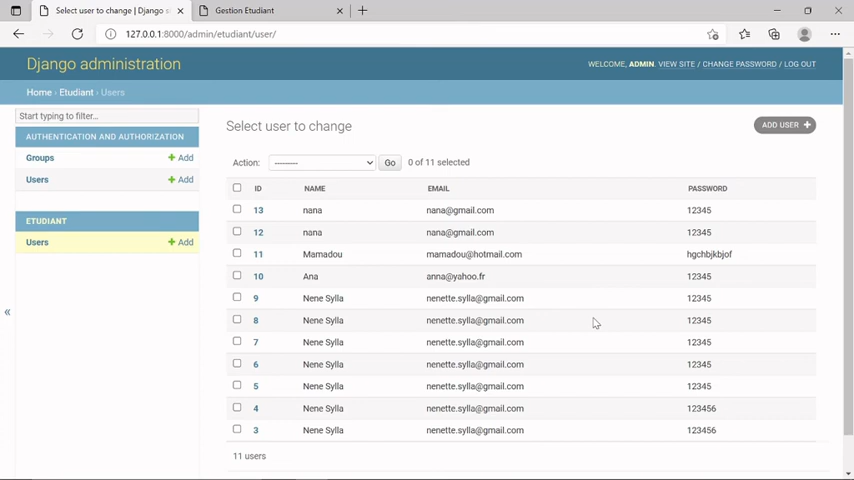 Select user to change | Django s
Gestion Etudiant
127.0.0.1:8000/admin/etudiant/user/
Django administration
WELCOME, ADMIN. VIEW SITE / CHANGE PASSWORD / LOG OUT
Home › Etudiant › Users
Start typing to filter...
AUTHENTICATION AND AUTHORIZATION
Groups + Add
Users + Add
ETUDIANT
Users + Add
«
Select user to change
ADD USER +
Action: --------- Go 0 of 11 selected
ID NAME EMAIL PASSWORD
13 nana nana@gmail.com 12345
12 nana nana@gmail.com 12345
11 Mamadou mamadou@hotmail.com hgchbjkbjof
10 Ana anna@yahoo.fr 12345
9 Nene Sylla nenette.sylla@gmail.com 12345
8 Nene Sylla nenette.sylla@gmail.com 12345
7 Nene Sylla nenette.sylla@gmail.com 12345
6 Nene Sylla nenette.sylla@gmail.com 12345
5 Nene Sylla nenette.sylla@gmail.com 12345
4 Nene Sylla nenette.sylla@gmail.com 123456
3 Nene Sylla nenette.sylla@gmail.com 123456
11 users